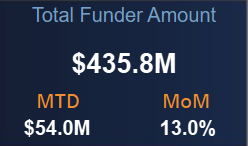 Total Funder Amount
$435.8M
MTD MoM
$54.0M 13.0%